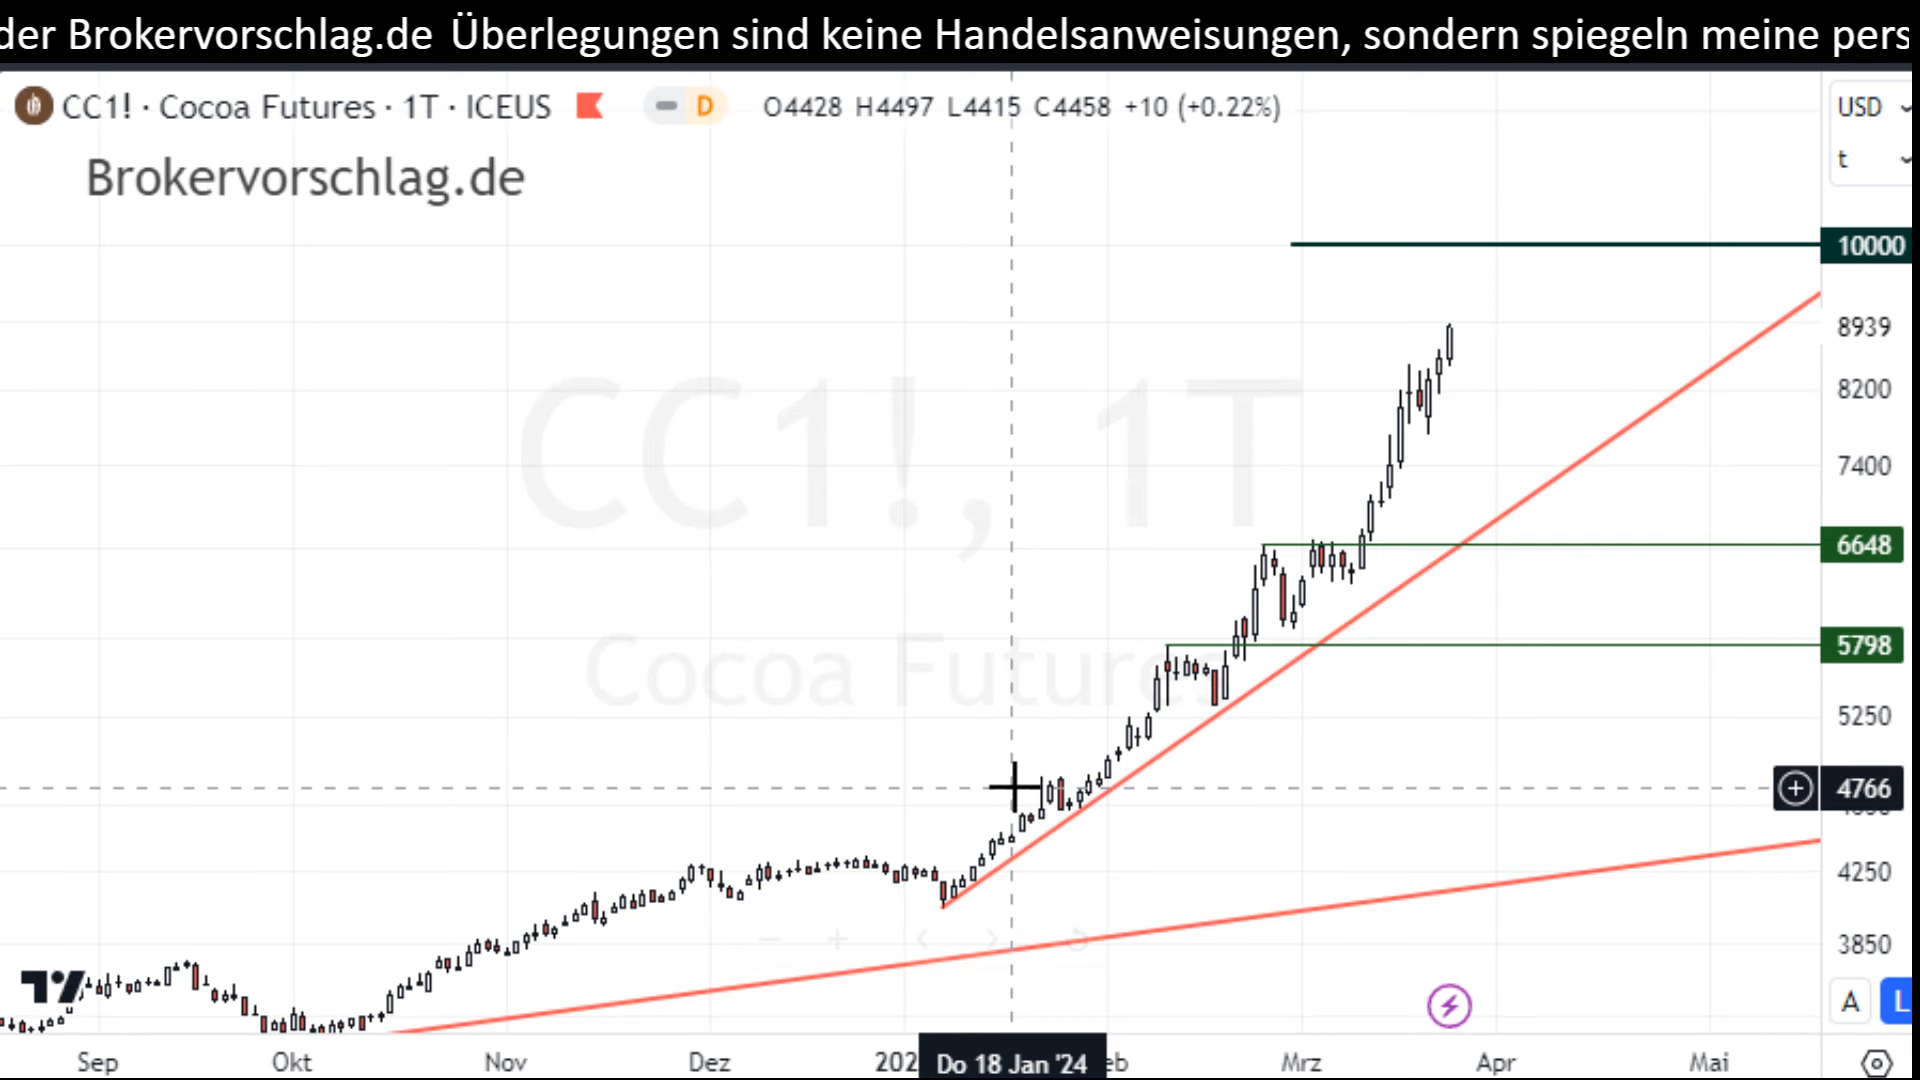 der Brokervorschlag.de Überlegungen sind keine Handelsanweisungen, sondern spiegeln meine pers
CC1! · Cocoa Futures · 1T · ICEUS D O4428 H4497 L4415 C4458 +10 (+0.22%) USD
t
Brokervorschlag.de
10000
8939
CC1!, 1T
8200
7400
6648
Cocoa Futures
5798
5250
4766
4250
3850
A L
Sep Okt Nov Dez 202 Do 18 Jan '24 eb Mrz Apr Mai